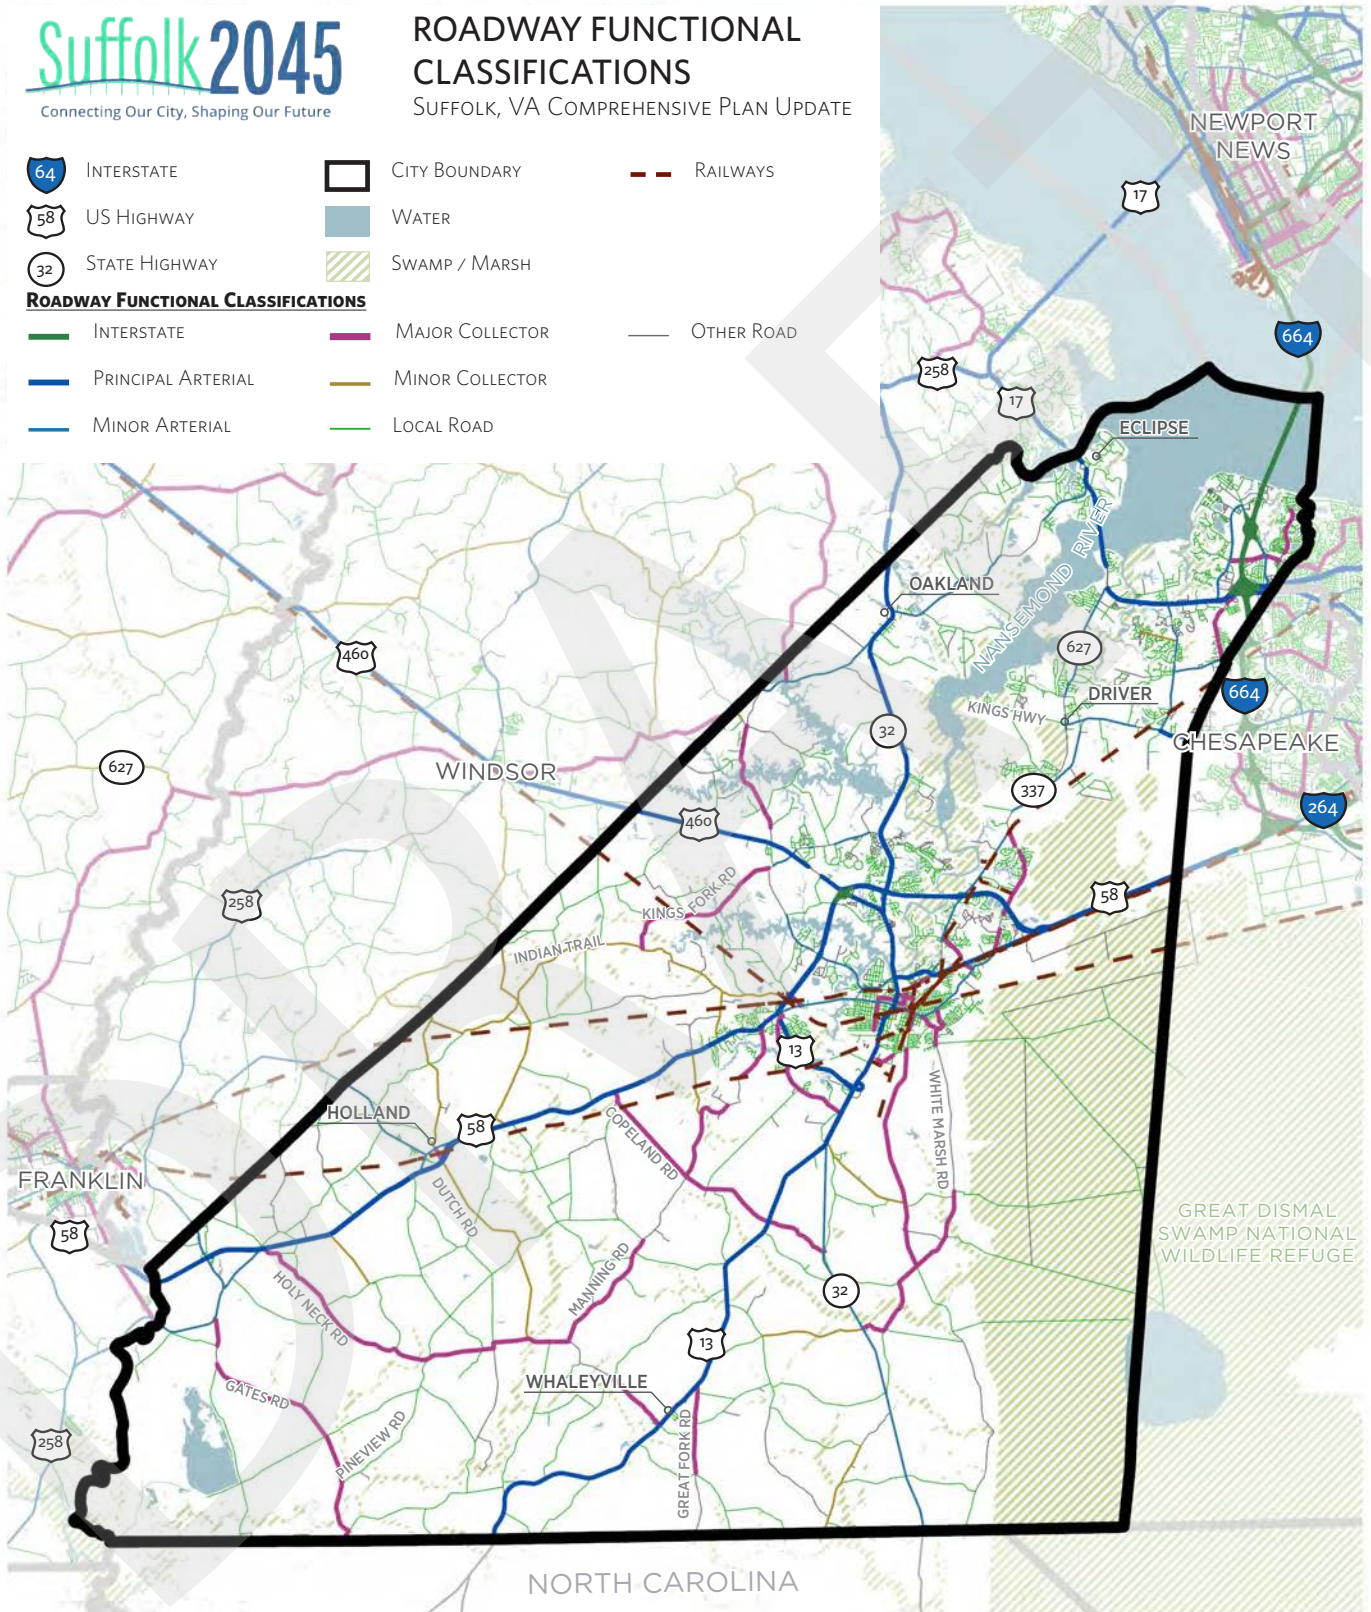 Suffolk 2045
Connecting Our City, Shaping Our Future
ROADWAY FUNCTIONAL
CLASSIFICATIONS
SUFFOLK, VA COMPREHENSIVE PLAN UPDATE
64 INTERSTATE
58 US HIGHWAY
32 STATE HIGHWAY
CITY BOUNDARY
WATER
SWAMP / MARSH
RAILWAYS
ROADWAY FUNCTIONAL CLASSIFICATIONS
INTERSTATE
PRINCIPAL ARTERIAL
MINOR ARTERIAL
MAJOR COLLECTOR
MINOR COLLECTOR
LOCAL ROAD
OTHER ROAD
NEWPORT
NEWS
17
664
258
17
ECLIPSE
NANSEMOND RIVER
OAKLAND
627
460
664
DRIVER
KINGS HWY
32
CHESAPEAKE
627
WINDSOR
337
264
460
258
KINGS FORK RD
58
INDIAN TRAIL
13
HOLLAND
58
COPELAND RD
WHITE MARSH RD
FRANKLIN
DUTCH RD
58
GREAT DISMAL
SWAMP NATIONAL
WILDLIFE REFUGE
HOLY NECK RD
MANNING RD
32
13
WHALEYVILLE
GATES RD
PINEVIEW RD
GREAT FORK RD
258
NORTH CAROLINA
DRAFT